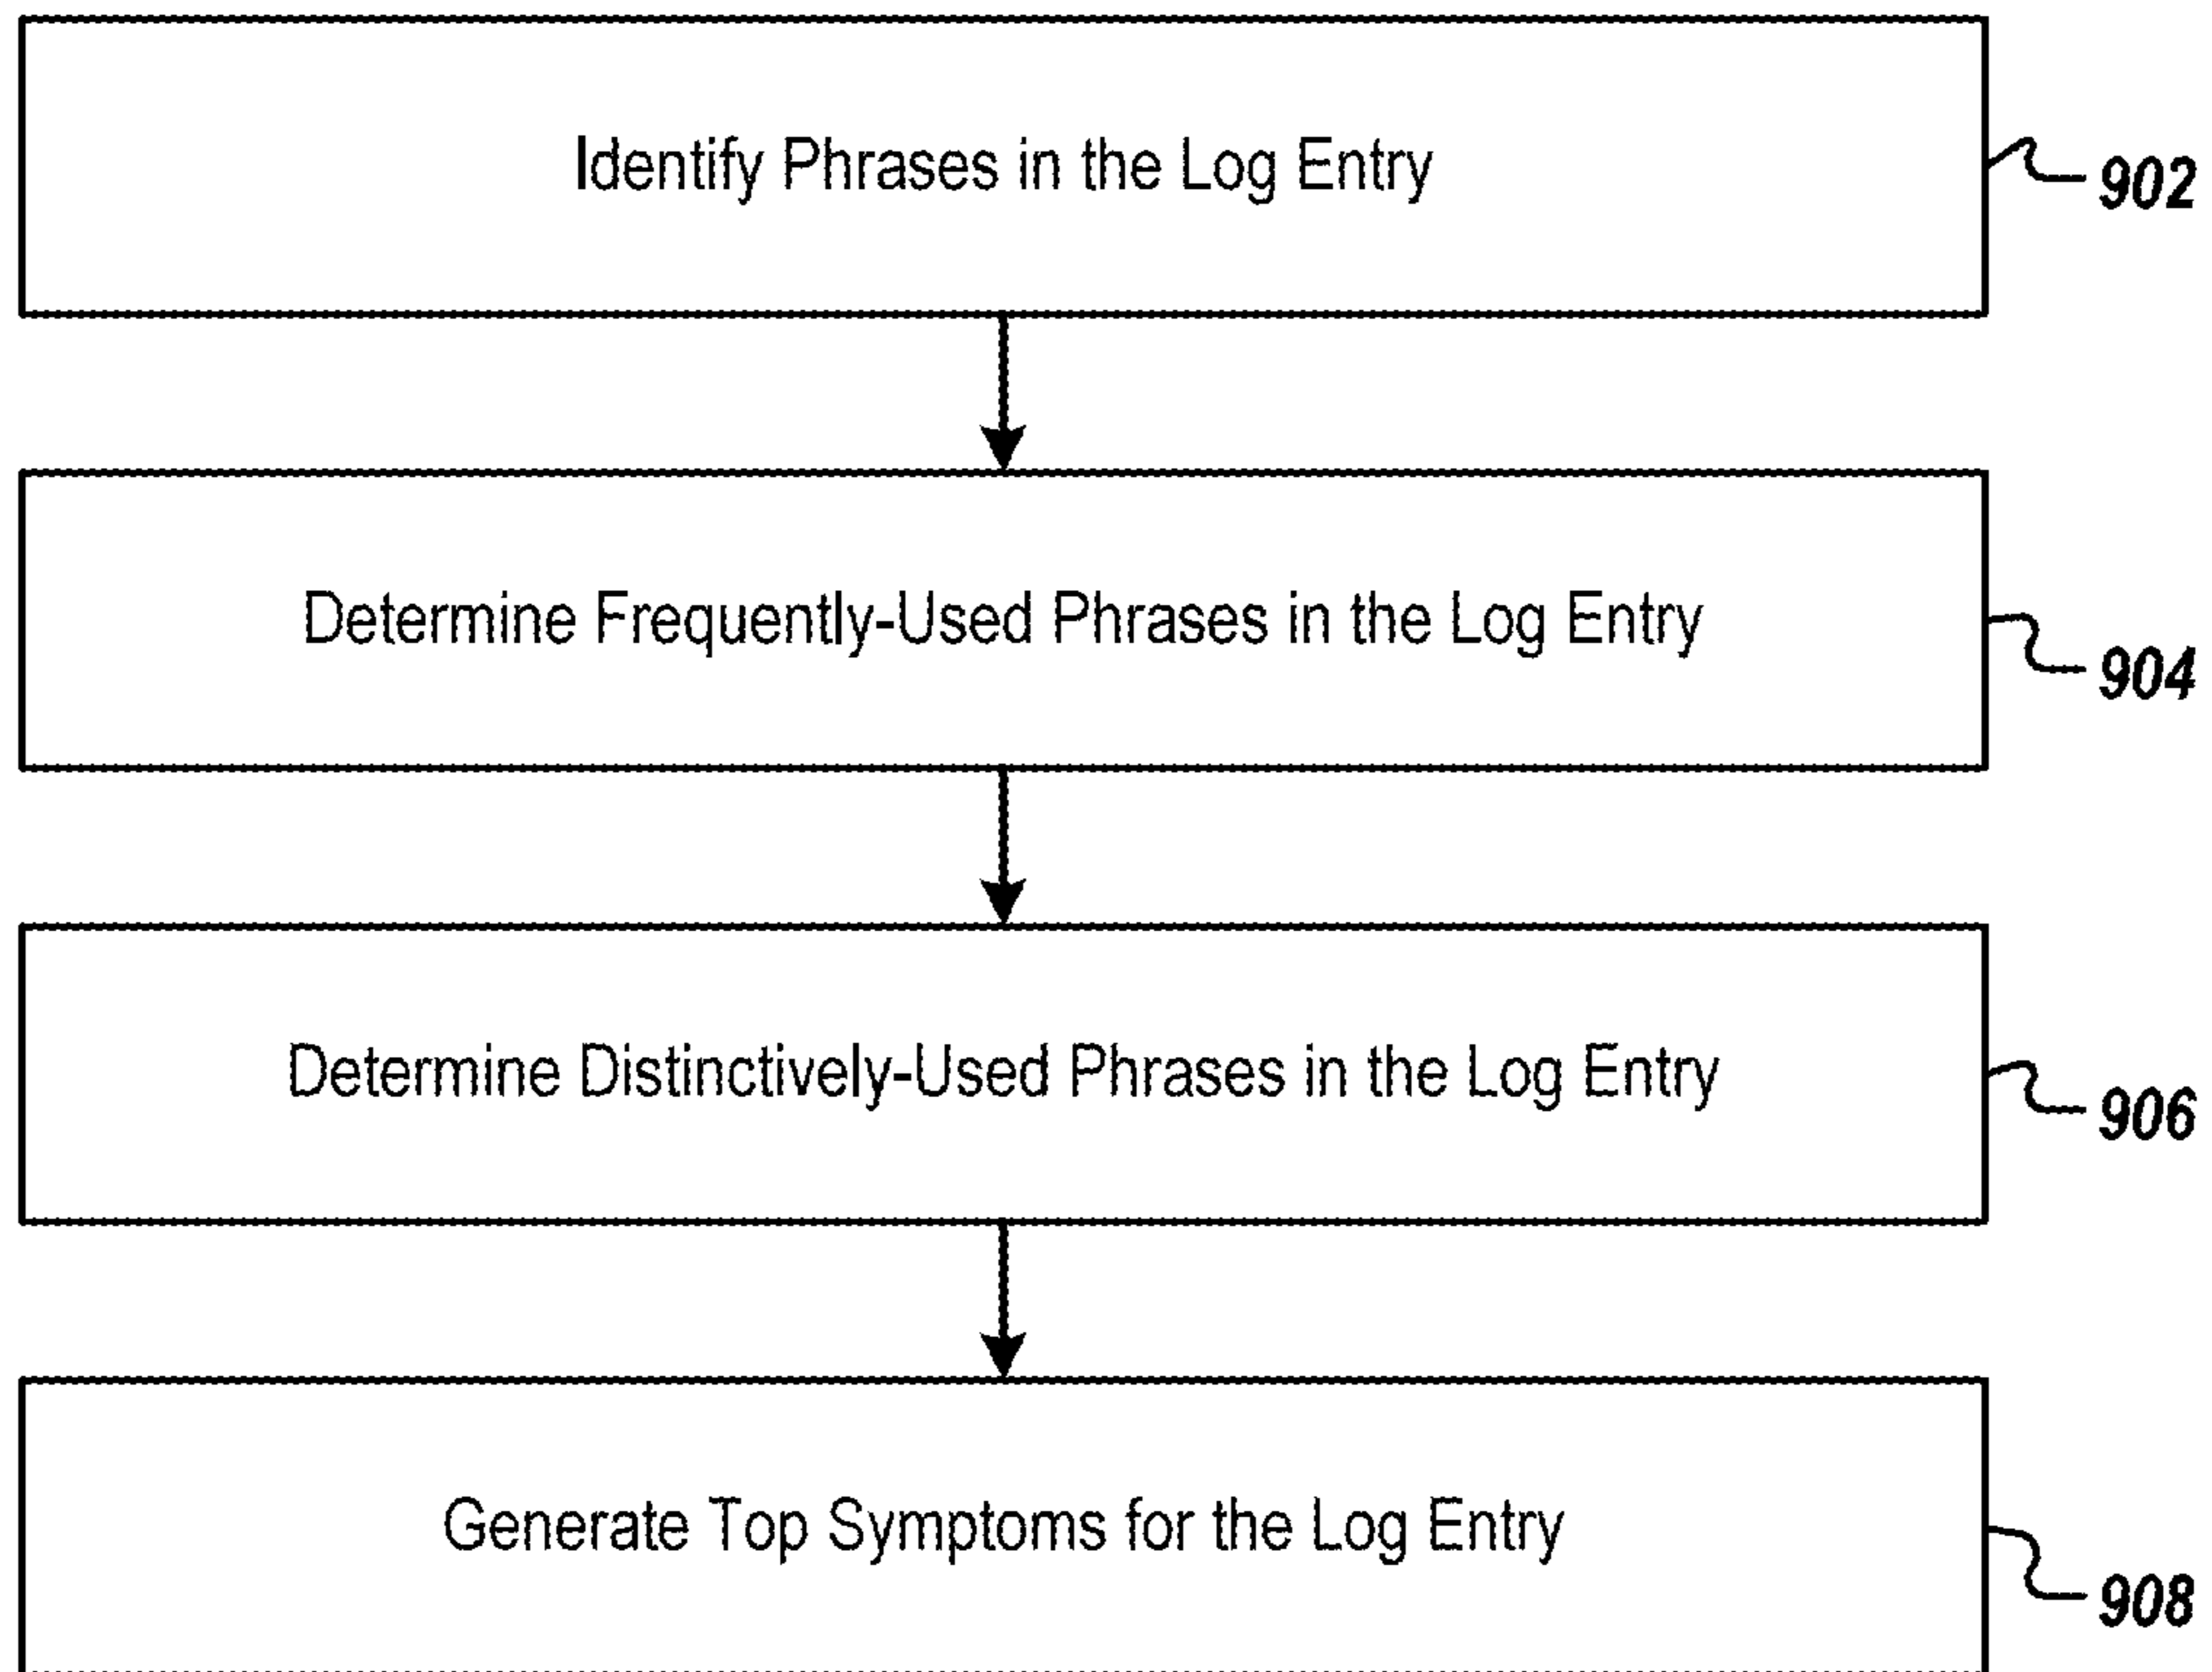 Identify Phrases in the Log Entry
902
Determine Frequently-Used Phrases in the Log Entry
904
Determine Distinctively-Used Phrases in the Log Entry
906
Generate Top Symptoms for the Log Entry
908